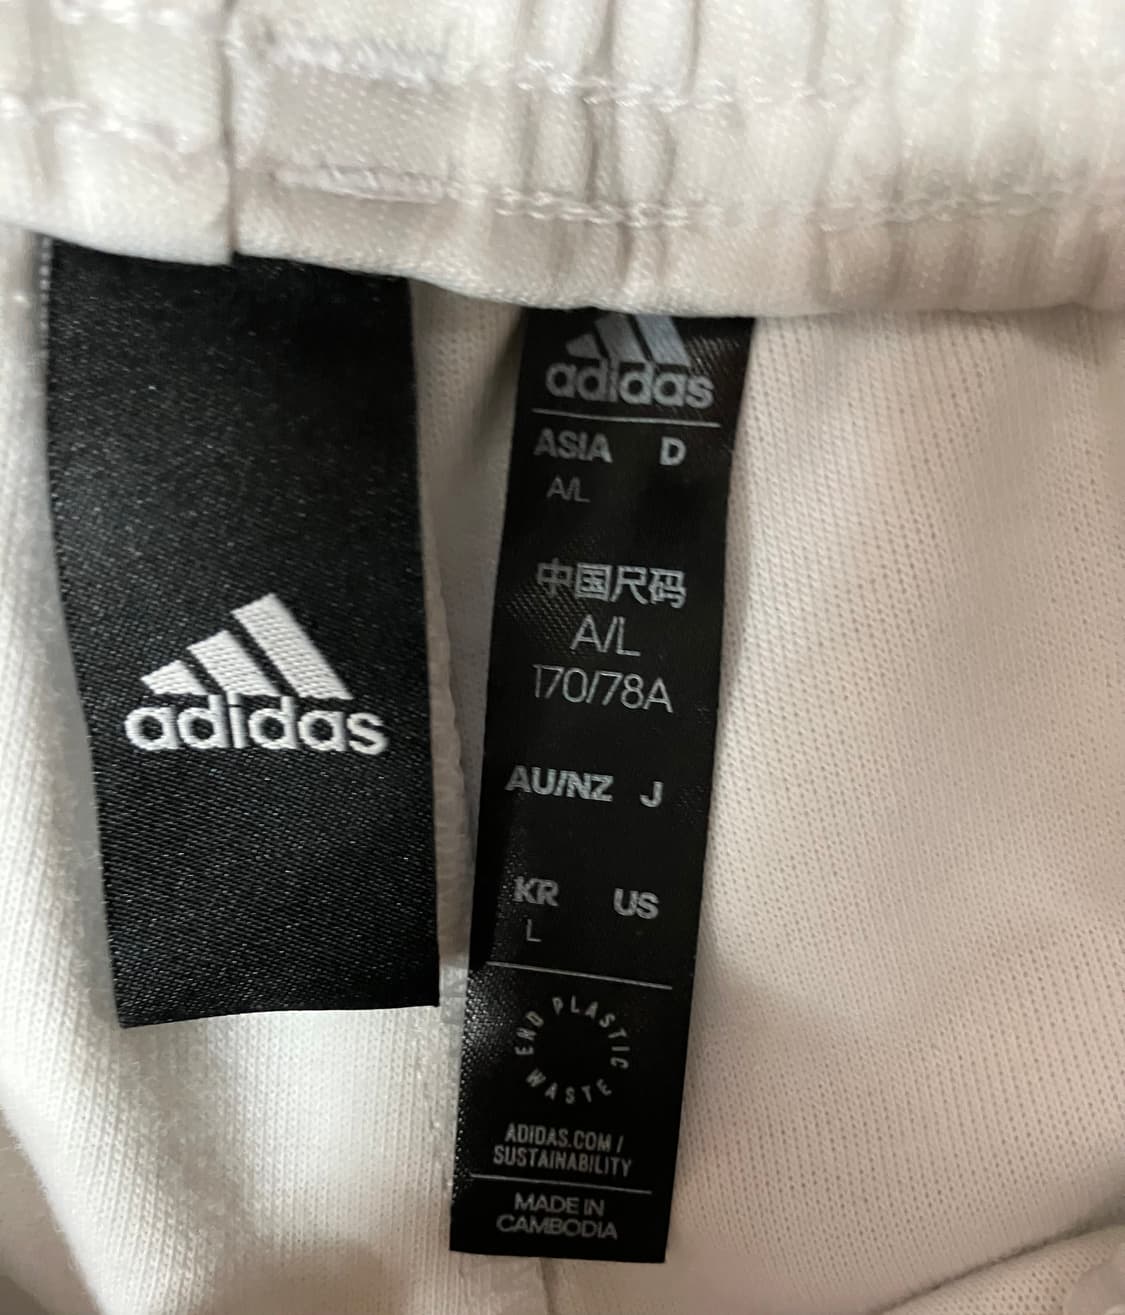 adidas
adidas
ASIA D
A/L
中国尺码
A/L
170/78A
AU/NZ J
KR US
L
END PLASTIC WASTE
ADIDAS.COM /
SUSTAINABILITY
MADE IN
CAMBODIA